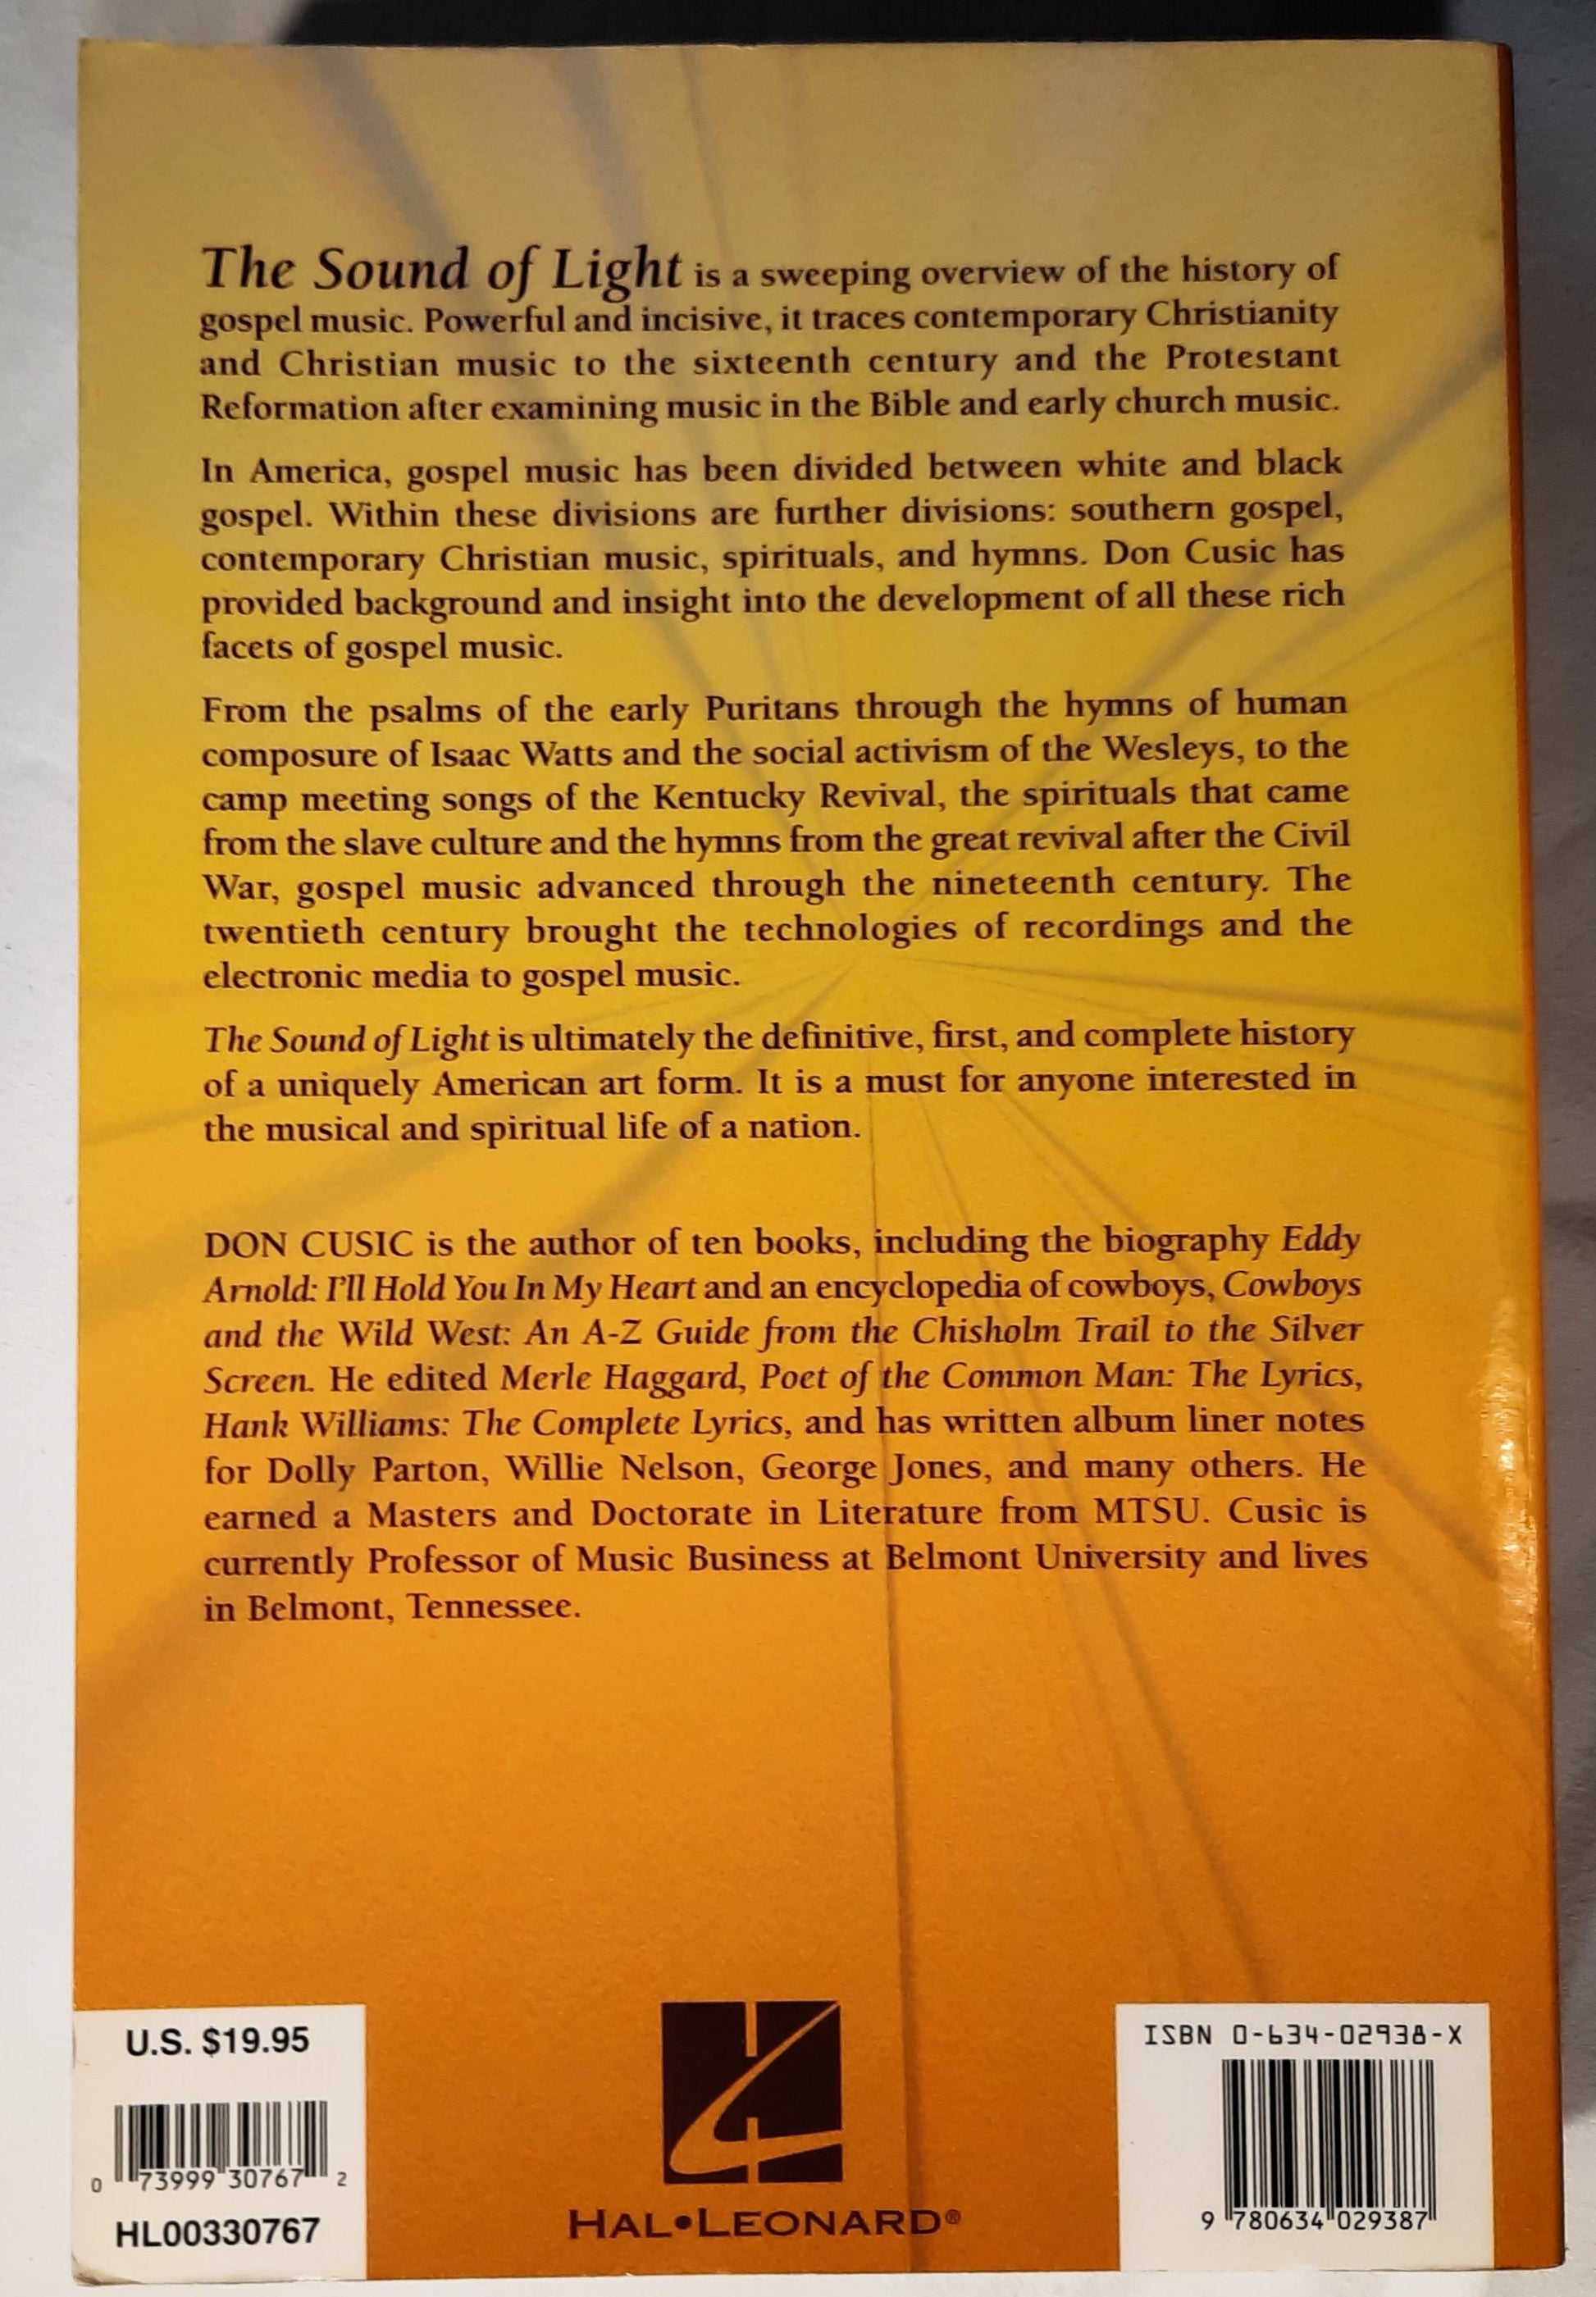 The Sound of Light is a sweeping overview of the history of
gospel music. Powerful and incisive, it traces contemporary Christianity
and Christian music to the sixteenth century and the Protestant
Reformation after examining music in the Bible and early church music.
In America, gospel music has been divided between white and black
gospel. Within these divisions are further divisions: southern gospel,
contemporary Christian music, spirituals, and hymns. Don Cusic has
provided background and insight into the development of all these rich
facets of gospel music.
From the psalms of the early Puritans through the hymns of human
composure of Isaac Watts and the social activism of the Wesleys, to the
camp meeting songs of the Kentucky Revival, the spirituals that came
from the slave culture and the hymns from the great revival after the Civil
War, gospel music advanced through the nineteenth century. The
twentieth century brought the technologies of recordings and the
electronic media to gospel music.
The Sound of Light is ultimately the definitive, first, and complete history
of a uniquely American art form. It is a must for anyone interested in
the musical and spiritual life of a nation.
DON CUSIC is the author of ten books, including the biography Eddy
Arnold: I'll Hold You In My Heart and an encyclopedia of cowboys, Cowboys
and the Wild West: An A-Z Guide from the Chisholm Trail to the Silver
Screen. He edited Merle Haggard, Poet of the Common Man: The Lyrics,
Hank Williams: The Complete Lyrics, and has written album liner notes
for Dolly Parton, Willie Nelson, George Jones, and many others. He
earned a Masters and Doctorate in Literature from MTSU. Cusic is
currently Professor of Music Business at Belmont University and lives
in Belmont, Tennessee.
U.S. $19.95
0 73999 30767 2
HL00330767
HAL•LEONARD®
ISBN 0-634-02938-X
9 780634 029387